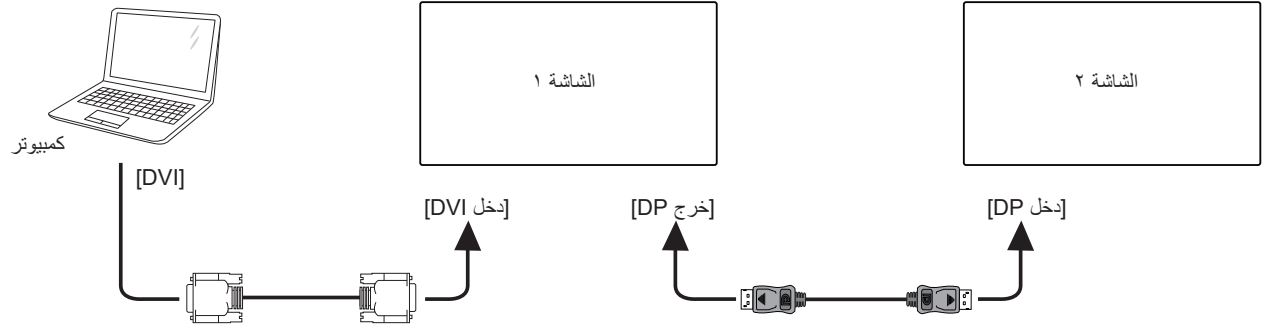 الشاشة ١
الشاشة ٢
كمبيوتر
[DVI]
[دخل DVI]
[خرج DP]
[دخل DP]